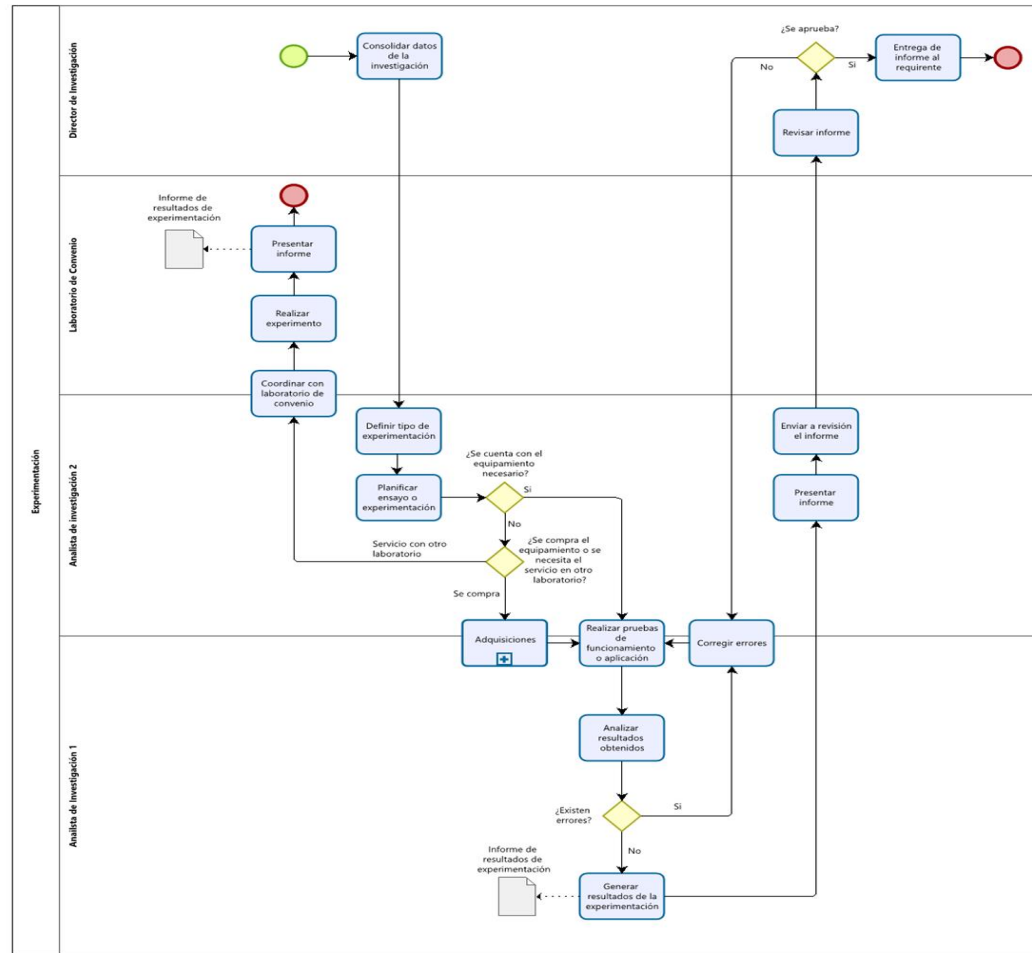 Experimentación
Director de Investigación
Consolidar datos
de la
investigación
¿Se aprueba?
No
Si
Entrega de
informe al
requirente
Revisar informe
Laboratorio de Convenio
Informe de
resultados de
experimentación
Presentar
informe
Realizar
experimento
Coordinar con
laboratorio de
convenio
Analista de investigación 2
Definir tipo de
experimentación
Planificar
ensayo o
experimentación
¿Se cuenta con el
equipamiento
necesario?
Si
No
¿Se compra el
equipamiento o se
necesita el
servicio en otro
laboratorio?
Servicio con otro
laboratorio
Se compra
Enviar a revisión
el informe
Presentar
informe
Adquisiciones
Realizar pruebas
de
funcionamiento
o aplicación
Corregir errores
Analista de Investigación 1
Analizar
resultados
obtenidos
¿Existen
errores?
Si
No
Informe de
resultados de
experimentación
Generar
resultados de la
experimentación